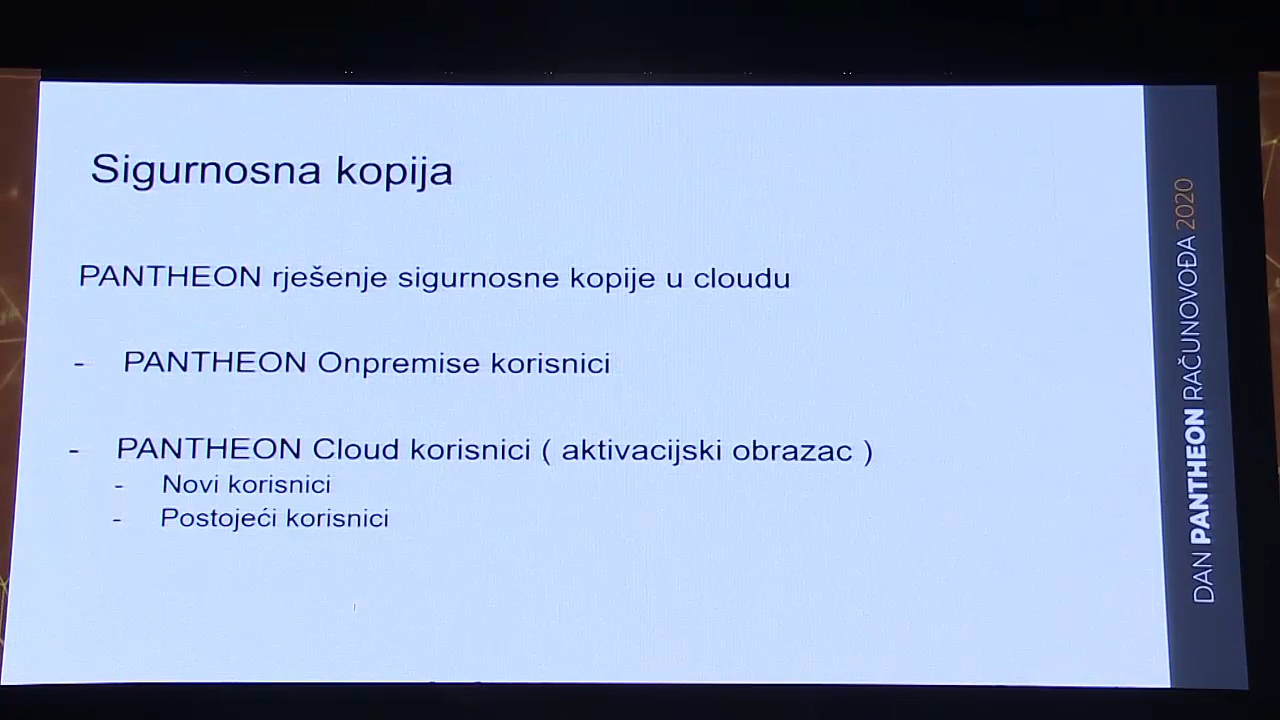 Sigurnosna kopija
PANTHEON rješenje sigurnosne kopije u cloudu
- PANTHEON Onpremise korisnici
- PANTHEON Cloud korisnici ( aktivacijski obrazac )
- Novi korisnici
- Postojeći korisnici
DAN PANTHEON RAČUNOVOĐA 2020